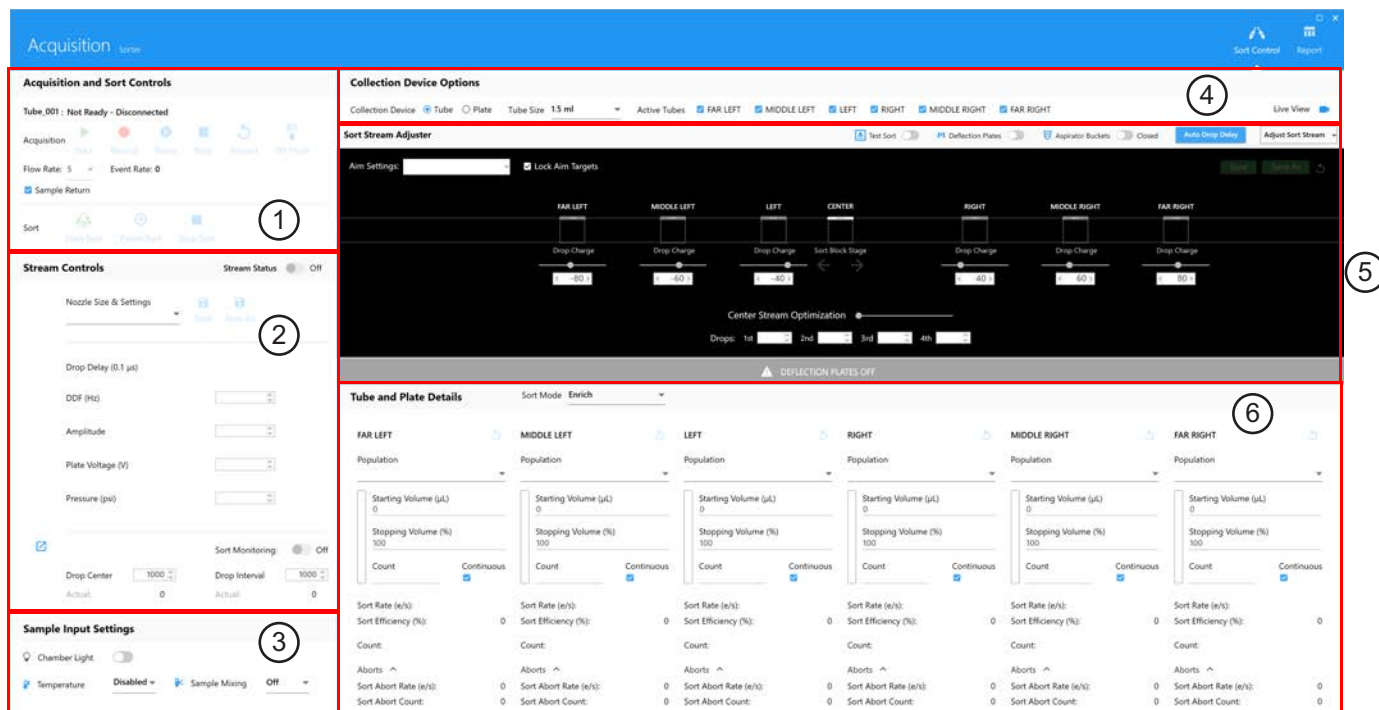 Acquisition Sorter
Sort Control Report
Acquisition and Sort Controls
Tube_001 : Not Ready - Disconnected
Acquisition
Flow Rate: 5 Event Rate: 0
Sample Return
Sort
1
Stream Controls Stream Status Off
Nozzle Size & Settings
2
Drop Delay (0.1 µs)
DDF (Hz)
Amplitude
Plate Voltage (V)
Pressure (psi)
Sort Monitoring: Off
Drop Center 1000 Drop Interval 1000
Actual: 0 Actual: 0
Sample Input Settings
3
Chamber Light
Temperature Disabled Sample Mixing Off
Collection Device Options
4
Collection Device Tube Plate Tube Size 1.5 ml Active Tubes FAR LEFT MIDDLE LEFT LEFT RIGHT MIDDLE RIGHT FAR RIGHT Live View
Sort Stream Adjuster Test Sort Deflection Plates Aspirator Buckets Closed Auto Drop Delay Adjust Sort Stream
Aim Settings: Lock Aim Targets Save Save As
FAR LEFT MIDDLE LEFT LEFT CENTER RIGHT MIDDLE RIGHT FAR RIGHT
Drop Charge Drop Charge Drop Charge Sort Block Stage Drop Charge Drop Charge Drop Charge
5
< -80 > < -60 > < -40 > < 40 > < 60 > < 80 >
Center Stream Optimization
Drops: 1st 2nd 3rd 4th
DEFLECTION PLATES OFF
Tube and Plate Details Sort Mode Enrich
6
FAR LEFT MIDDLE LEFT LEFT RIGHT MIDDLE RIGHT FAR RIGHT
Population Population Population Population Population Population
Starting Volume (µL) Starting Volume (µL) Starting Volume (µL) Starting Volume (µL) Starting Volume (µL) Starting Volume (µL)
0 0 0 0 0 0
Stopping Volume (%) Stopping Volume (%) Stopping Volume (%) Stopping Volume (%) Stopping Volume (%) Stopping Volume (%)
100 100 100 100 100 100
Count Continuous Count Continuous Count Continuous Count Continuous Count Continuous Count Continuous
Sort Rate (e/s): Sort Rate (e/s): Sort Rate (e/s): Sort Rate (e/s): Sort Rate (e/s): Sort Rate (e/s):
Sort Efficiency (%): 0 Sort Efficiency (%): 0 Sort Efficiency (%): 0 Sort Efficiency (%): 0 Sort Efficiency (%): 0 Sort Efficiency (%): 0
Count: Count: Count: Count: Count: Count:
Aborts Aborts Aborts Aborts Aborts Aborts
Sort Abort Rate (e/s): 0 Sort Abort Rate (e/s): 0 Sort Abort Rate (e/s): 0 Sort Abort Rate (e/s): 0 Sort Abort Rate (e/s): 0 Sort Abort Rate (e/s): 0
Sort Abort Count: 0 Sort Abort Count: 0 Sort Abort Count: 0 Sort Abort Count: 0 Sort Abort Count: 0 Sort Abort Count: 0